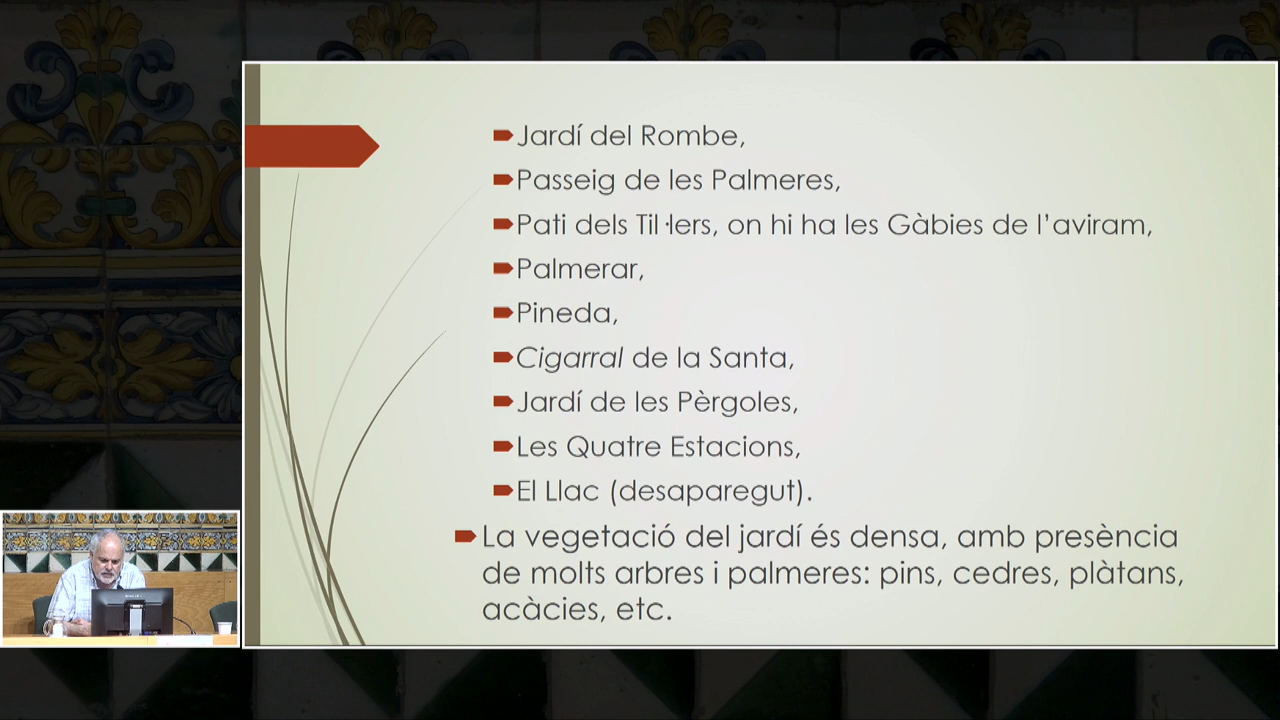 Jardí del Rombe,
Passeig de les Palmeres,
Pati dels Til·lers, on hi ha les Gàbies de l’aviram,
Palmerar,
Pineda,
Cigarral de la Santa,
Jardí de les Pèrgoles,
Les Quatre Estacions,
El Llac (desaparegut).
La vegetació del jardí és densa, amb presència
de molts arbres i palmeres: pins, cedres, plàtans,
acàcies, etc.